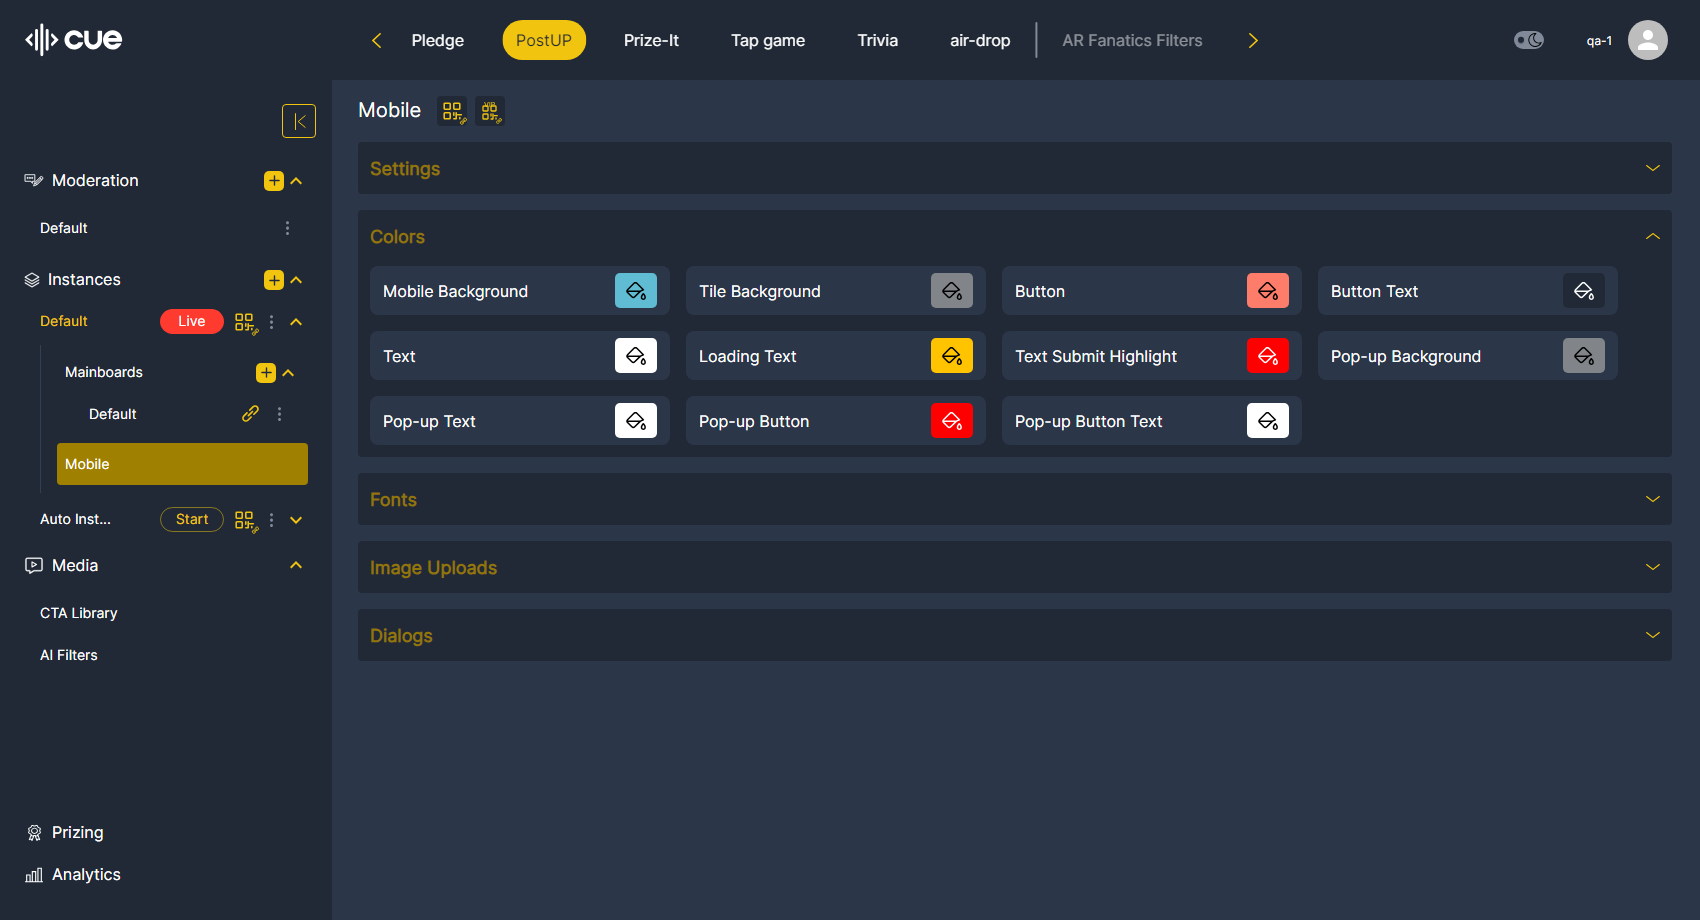 cue
Pledge
PostUP
Prize-It
Tap game
Trivia
air-drop
AR Fanatics Filters
qa-1
Moderation
Default
Instances
Default
Live
Mainboards
Default
Mobile
Auto Inst...
Start
Media
CTA Library
AI Filters
Prizing
Analytics
Mobile
VIP
Settings
Colors
Mobile Background
Tile Background
Button
Button Text
Text
Loading Text
Text Submit Highlight
Pop-up Background
Pop-up Text
Pop-up Button
Pop-up Button Text
Fonts
Image Uploads
Dialogs